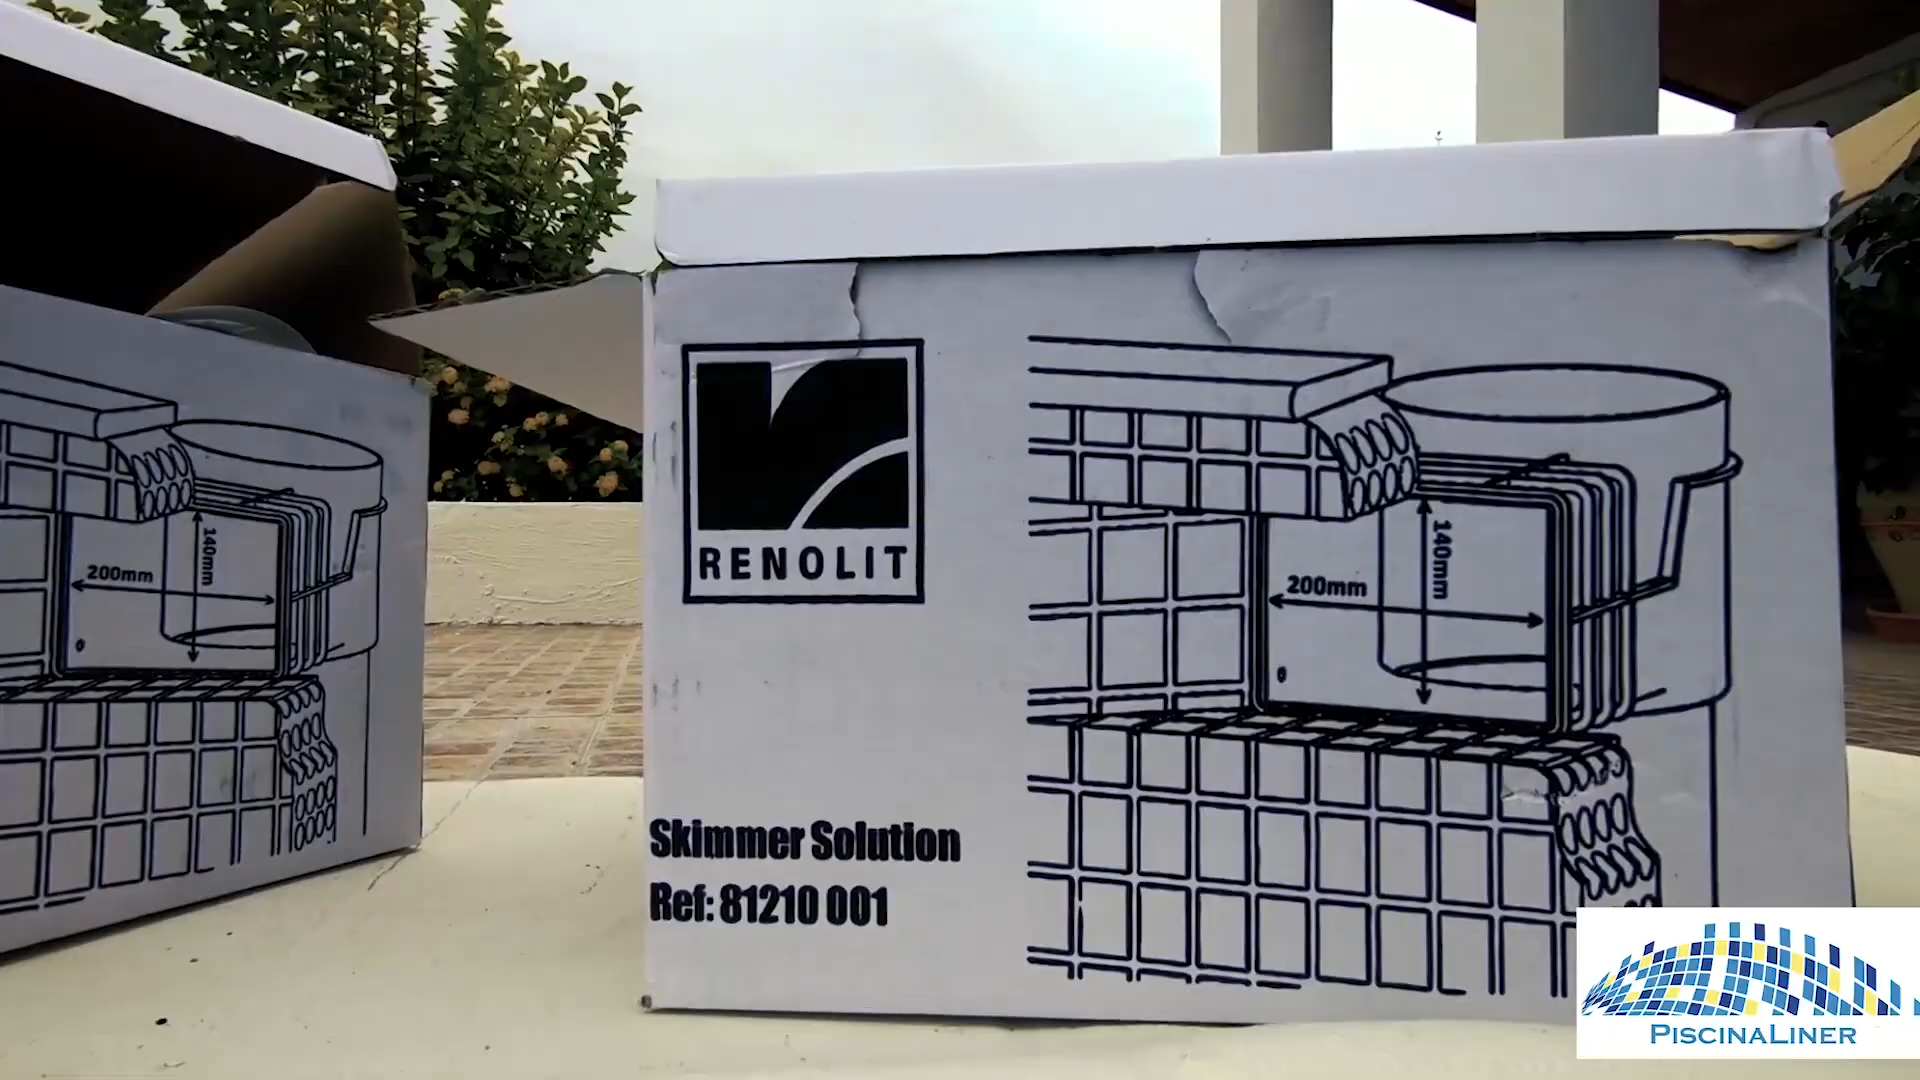 200mm
140mm
RENOLIT
200mm
140mm
Skimmer Solution
Ref: 81210 001
PISCINALINER